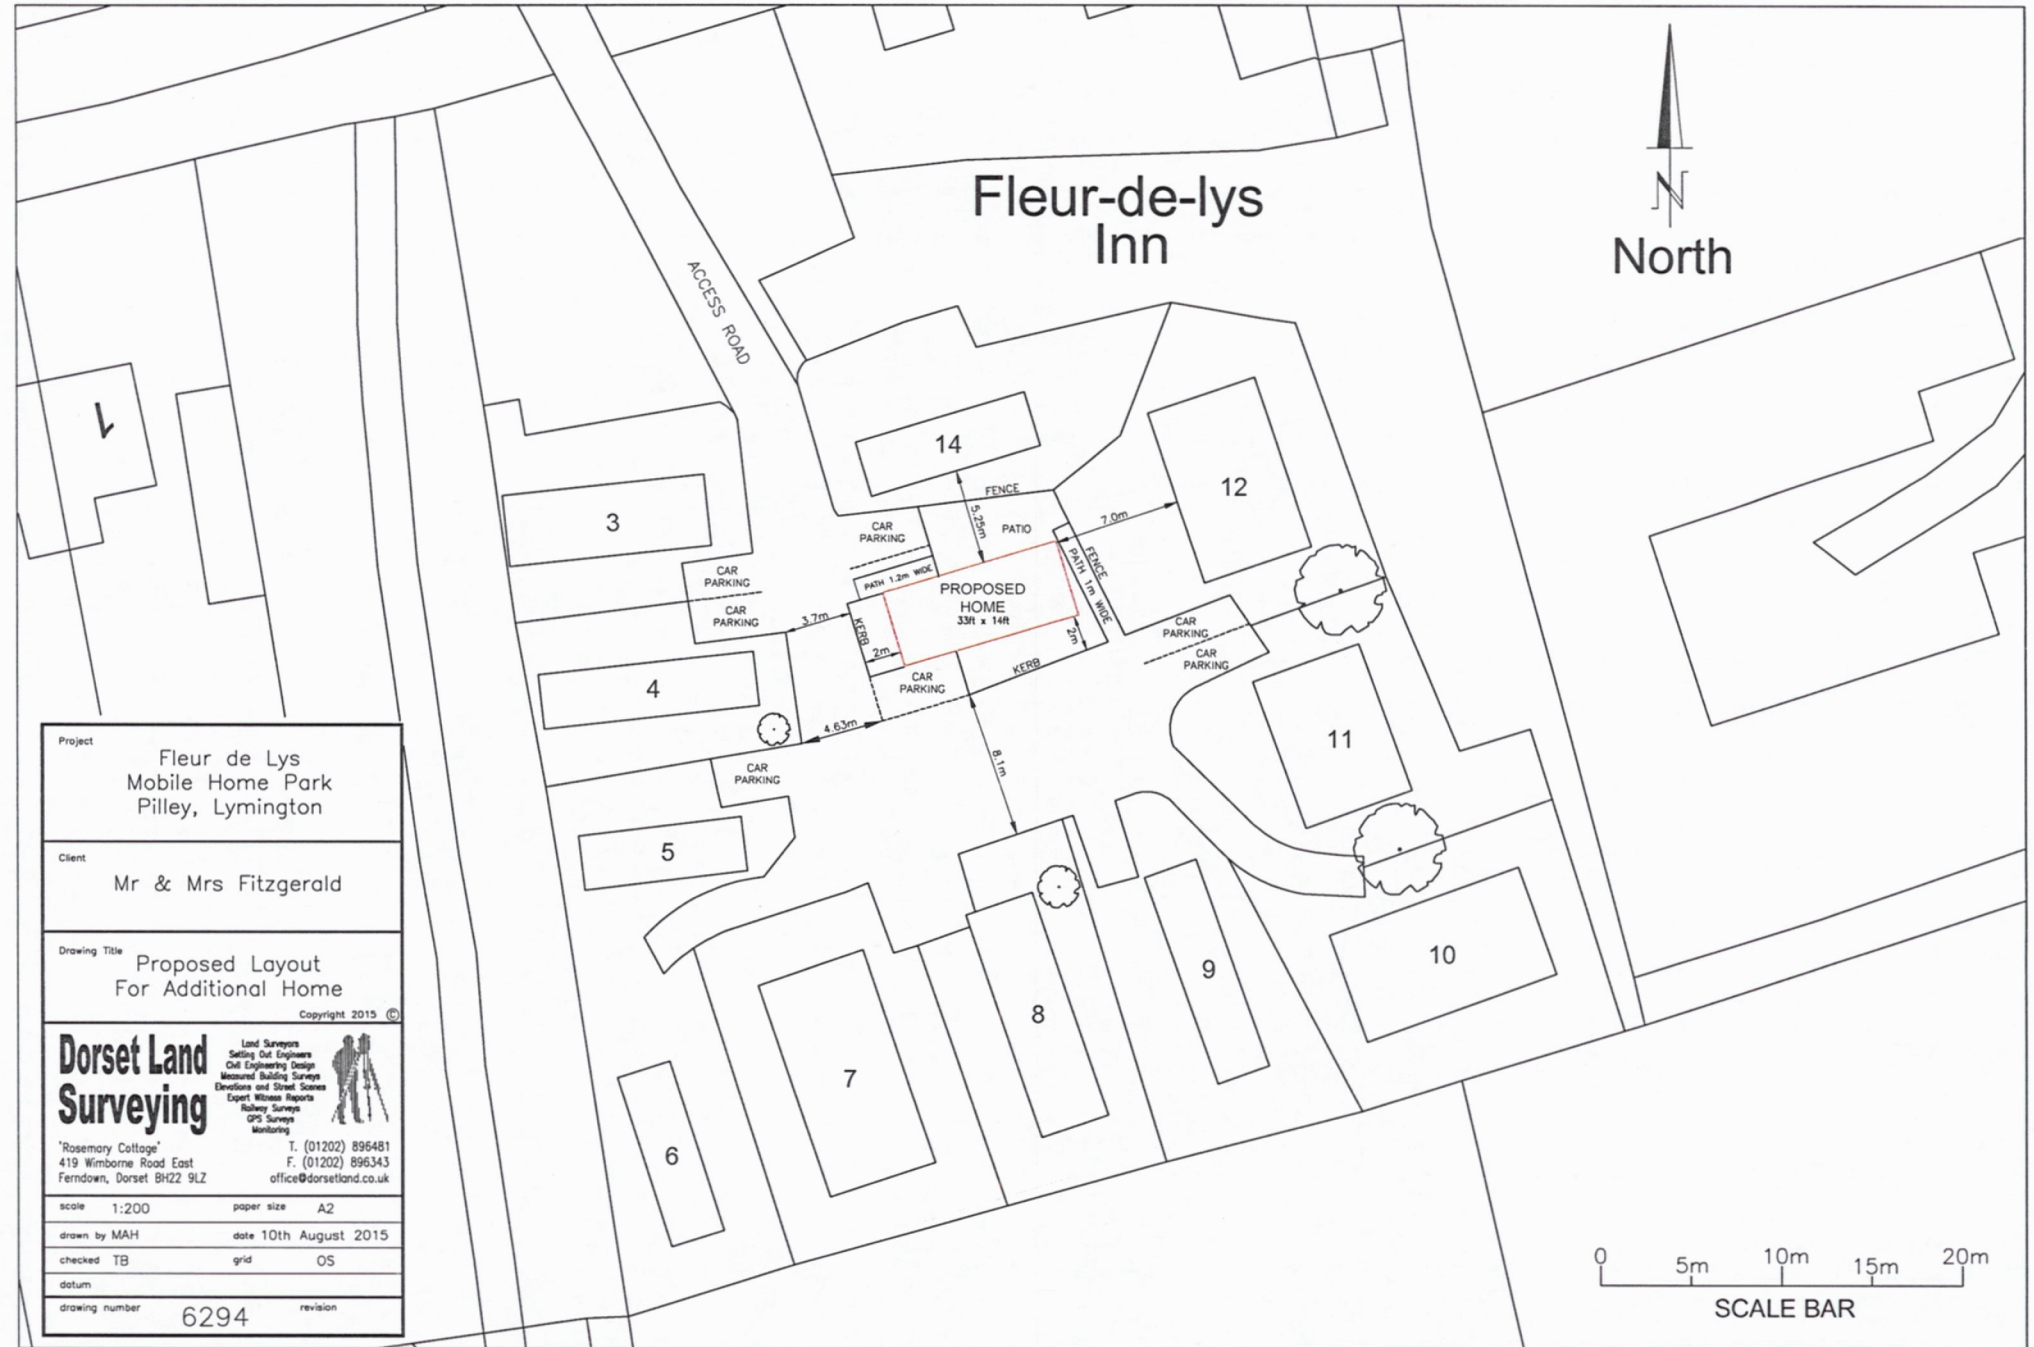 Fleur-de-lys
Inn
N
North
ACCESS ROAD
1
14
3
12
FENCE
CAR
PARKING
5.25m
PATIO
7.0m
FENCE
PATH 1m WIDE
CAR
PARKING
CAR
PARKING
PATH 1.2m WIDE
PROPOSED
HOME
33ft x 14ft
3.7m
KERB
2m
2m
KERB
CAR
PARKING
CAR
PARKING
CAR
PARKING
4
4.63m
8.1m
11
CAR
PARKING
5
9
10
8
7
6
Project
Fleur de Lys
Mobile Home Park
Pilley, Lymington
Client
Mr & Mrs Fitzgerald
Drawing Title
Proposed Layout
For Additional Home
Copyright 2015 ©
Dorset Land
Surveying
Land Surveyors
Setting Out Engineers
Civil Engineering Design
Measured Building Surveys
Elevations and Street Scenes
Expert Witness Reports
Railway Surveys
GPS Surveys
Monitoring
'Rosemary Cottage'
419 Wimborne Road East
Ferndown, Dorset BH22 9LZ
T. (01202) 896481
F. (01202) 896343
office@dorsetland.co.uk
scale 1:200 paper size A2
drawn by MAH date 10th August 2015
checked TB grid OS
datum
drawing number 6294 revision
0 5m 10m 15m 20m
SCALE BAR